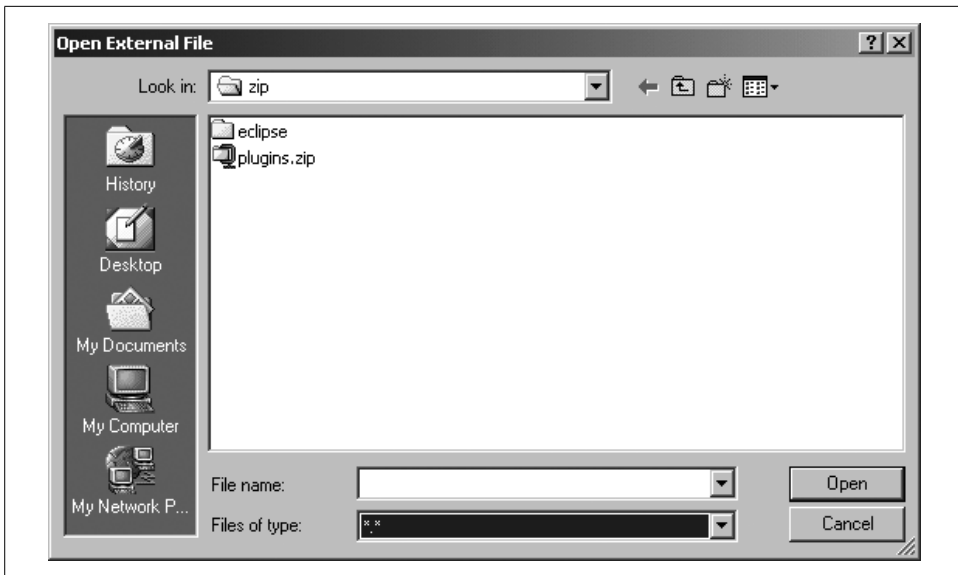 Open External File
Look in: zip
eclipse
plugins.zip
History
Desktop
My Documents
My Computer
My Network P...
File name:
Open
Files of type: *.*
Cancel